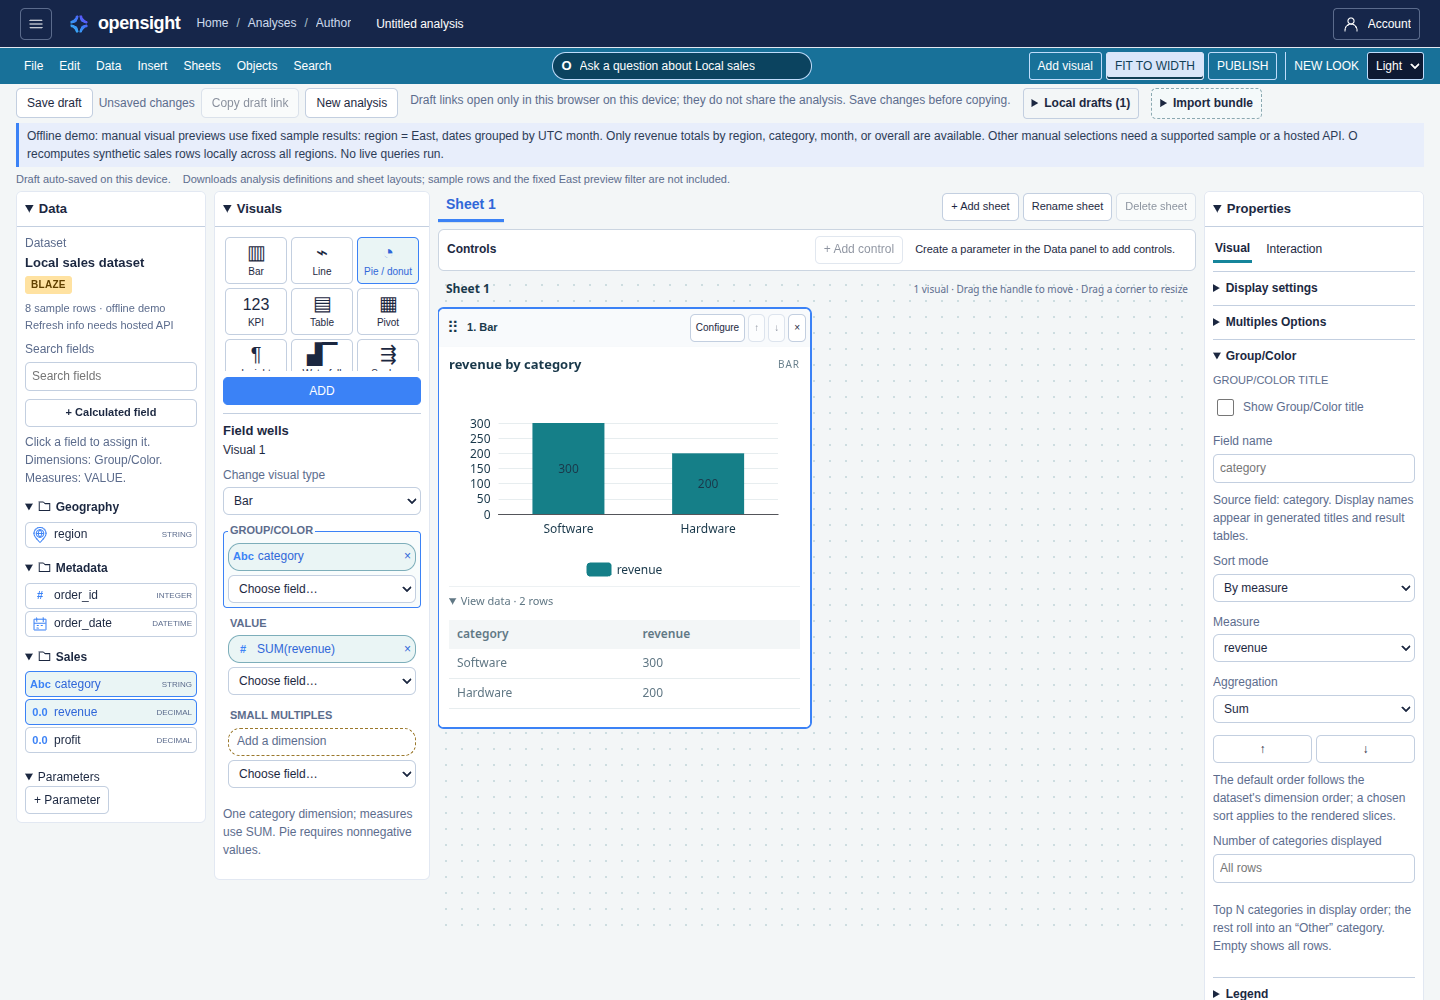 opensight
Home / Analyses / Author
Untitled analysis
Account
File Edit Data Insert Sheets Objects Search
O Ask a question about Local sales
Add visual FIT TO WIDTH PUBLISH NEW LOOK Light
Save draft Unsaved changes Copy draft link New analysis
Draft links open only in this browser on this device; they do not share the analysis. Save changes before copying.
Local drafts (1) Import bundle
Offline demo: manual visual previews use fixed sample results: region = East, dates grouped by UTC month. Only revenue totals by region, category, month, or overall are available. Other manual selections need a supported sample or a hosted API. O
recomputes synthetic sales rows locally across all regions. No live queries run.
Draft auto-saved on this device. Downloads analysis definitions and sheet layouts; sample rows and the fixed East preview filter are not included.
Data
Dataset
Local sales dataset
BLAZE
8 sample rows · offline demo
Refresh info needs hosted API
Search fields
Search fields
+ Calculated field
Click a field to assign it.
Dimensions: Group/Color.
Measures: VALUE.
Geography
region STRING
Metadata
# order_id INTEGER
order_date DATETIME
Sales
Abc category STRING
0.0 revenue DECIMAL
0.0 profit DECIMAL
Parameters
+ Parameter
Visuals
Bar Line Pie / donut
123
KPI Table Pivot
ADD
Field wells
Visual 1
Change visual type
Bar
GROUP/COLOR
Abc category ×
Choose field…
VALUE
# SUM(revenue) ×
Choose field…
SMALL MULTIPLES
Add a dimension
Choose field…
One category dimension; measures
use SUM. Pie requires nonnegative
values.
Sheet 1
+ Add sheet Rename sheet Delete sheet
Controls
+ Add control Create a parameter in the Data panel to add controls.
Sheet 1
1 visual · Drag the handle to move · Drag a corner to resize
1. Bar
Configure ↑ ↓ ×
revenue by category BAR
300
250
200
150
100
50
0
300
200
Software Hardware
revenue
View data · 2 rows
category revenue
Software 300
Hardware 200
Properties
Visual Interaction
Display settings
Multiples Options
Group/Color
GROUP/COLOR TITLE
Show Group/Color title
Field name
category
Source field: category. Display names
appear in generated titles and result
tables.
Sort mode
By measure
Measure
revenue
Aggregation
Sum
↑ ↓
The default order follows the
dataset's dimension order; a chosen
sort applies to the rendered slices.
Number of categories displayed
All rows
Top N categories in display order; the
rest roll into an “Other” category.
Empty shows all rows.
Legend